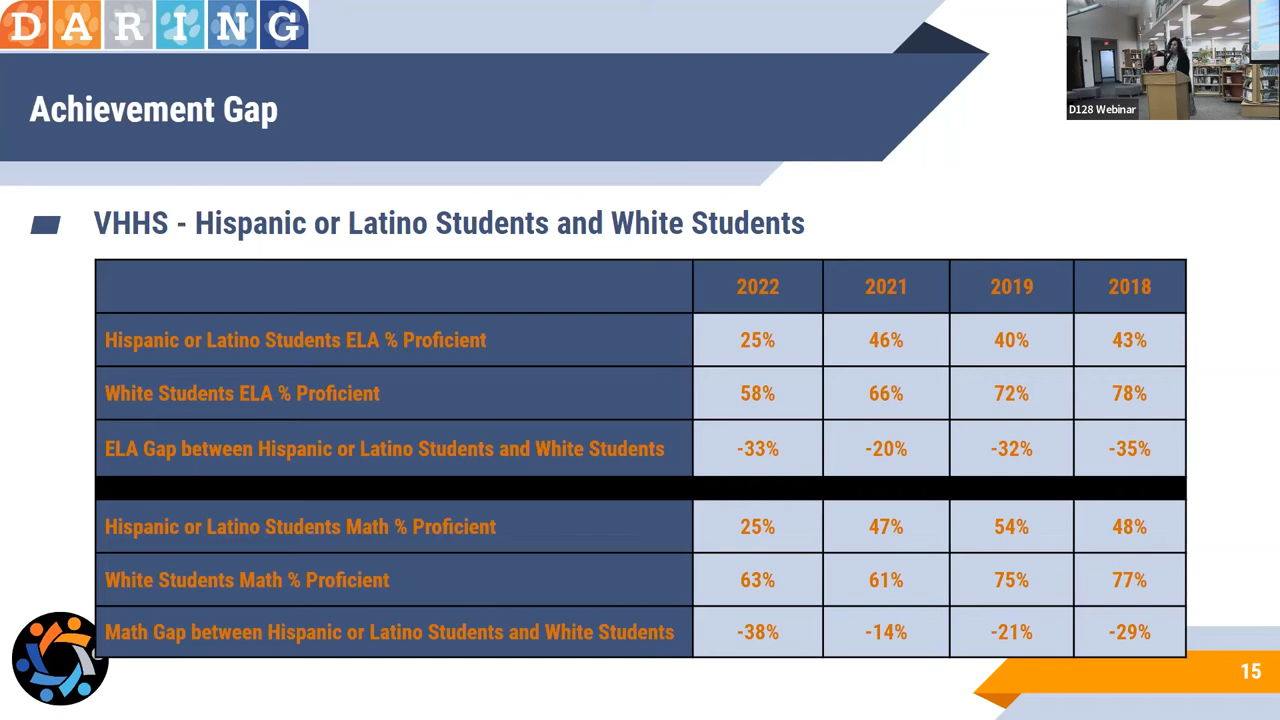 DARING
D128 Webinar
Achievement Gap
VHHS - Hispanic or Latino Students and White Students
2022 2021 2019 2018
Hispanic or Latino Students ELA % Proficient 25% 46% 40% 43%
White Students ELA % Proficient 58% 66% 72% 78%
ELA Gap between Hispanic or Latino Students and White Students -33% -20% -32% -35%
Hispanic or Latino Students Math % Proficient 25% 47% 54% 48%
White Students Math % Proficient 63% 61% 75% 77%
Math Gap between Hispanic or Latino Students and White Students -38% -14% -21% -29%
15